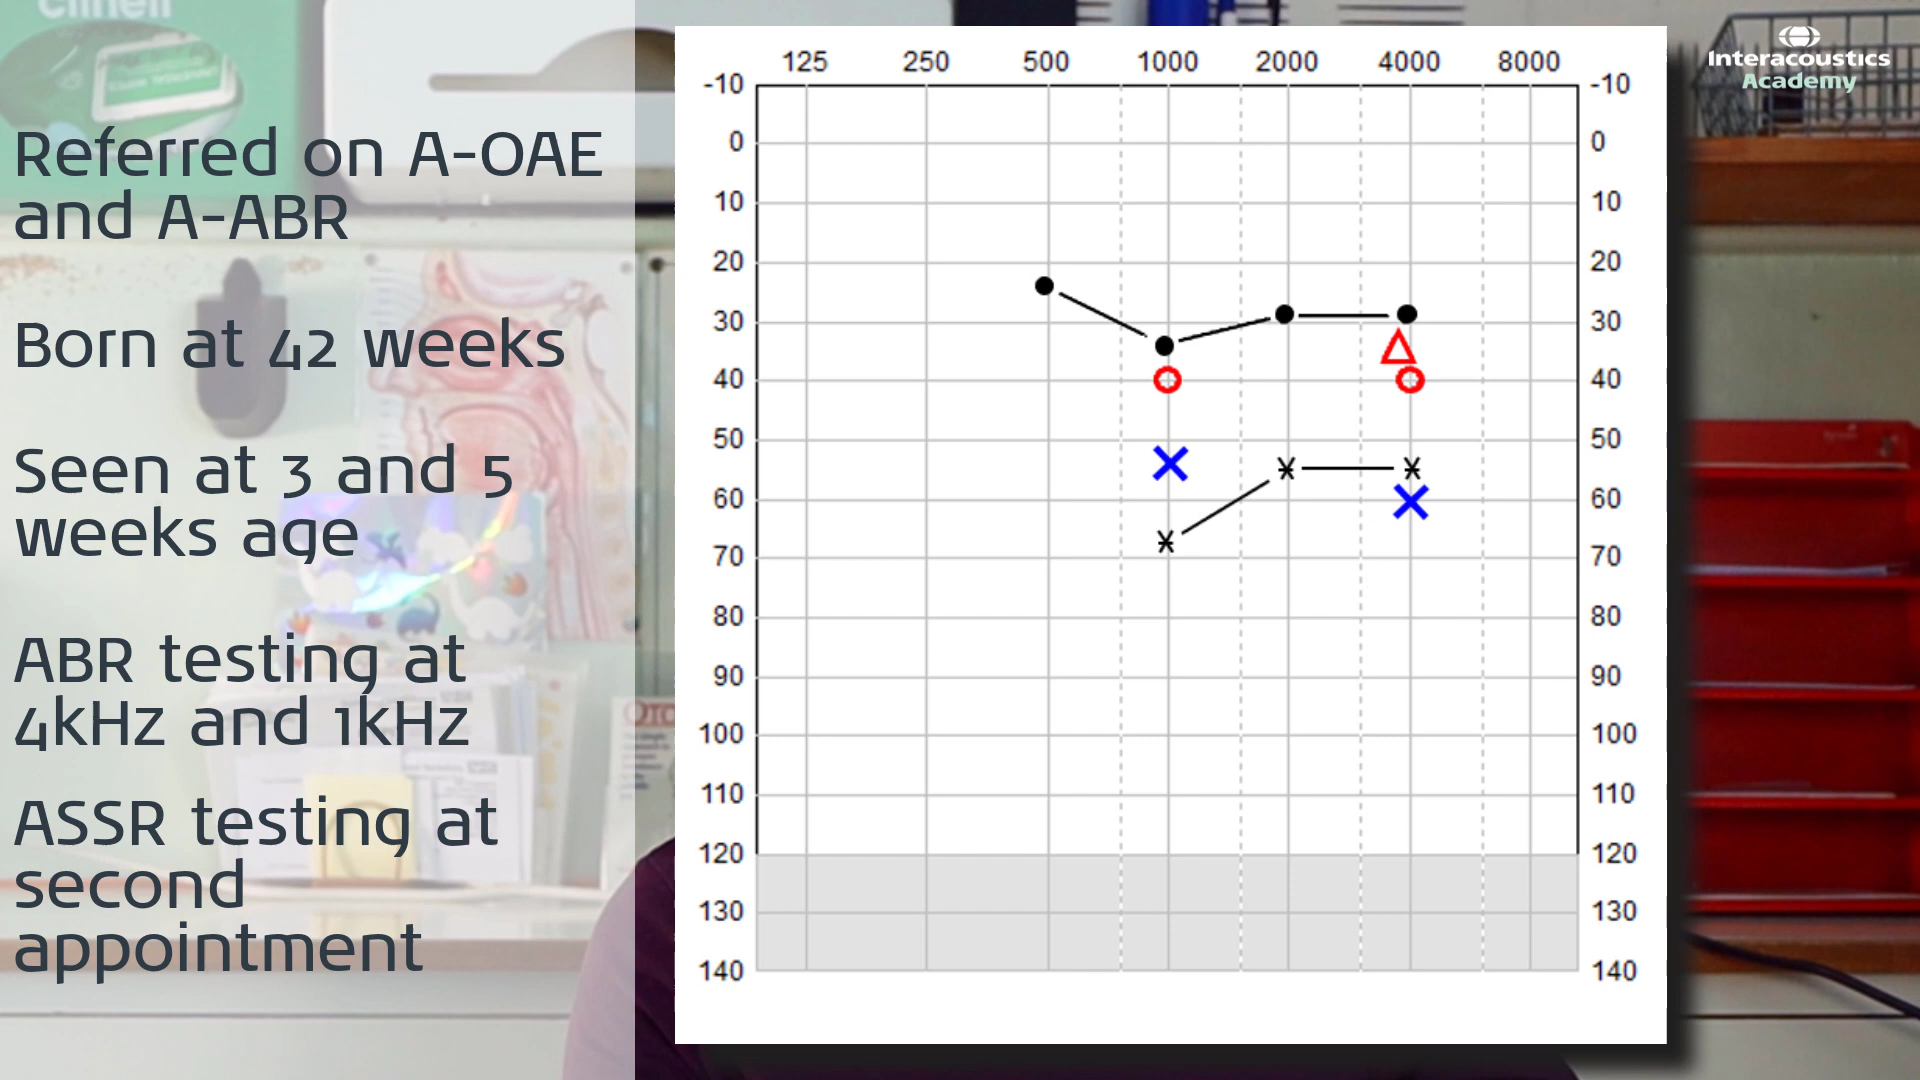 clinell
Referred on A-OAE
and A-ABR
Born at 42 weeks
Seen at 3 and 5
weeks age
ABR testing at
4kHz and 1kHz
ASSR testing at
second
appointment
125 250 500 1000 2000 4000 8000
-10 -10
0 0
10 10
20 20
30 30
40 40
50 50
60 60
70 70
80 80
90 90
100 100
110 110
120 120
130 130
140 140
Interacoustics
Academy